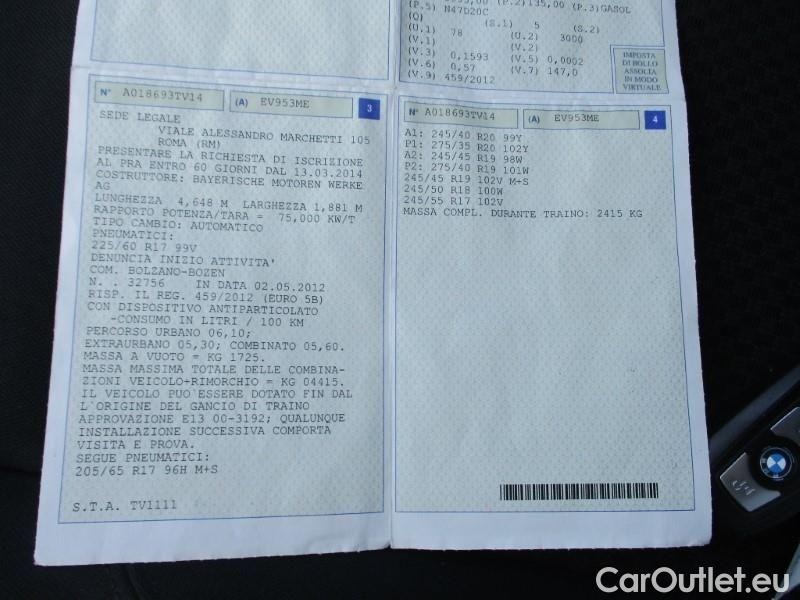 (P.2)135,00 (P.3)GASOL
(P.5) N47D20C
(Q) (S.1) 5 (S.2)
(U.1) 78 (U.2) 3000
(V.1) (V.2)
(V.3) 0,1593 (V.5) 0,0002
(V.6) 0,57 (V.7) 147,0
(V.9) 459/2012
IMPOSTA
DI BOLLO
ASSOLTA
IN MODO
VIRTUALE
N° A018693TV14 (A) EV953ME 3
SEDE LEGALE
VIALE ALESSANDRO MARCHETTI 105
ROMA (RM)
PRESENTARE LA RICHIESTA DI ISCRIZIONE
AL PRA ENTRO 60 GIORNI DAL 13.03.2014
COSTRUTTORE: BAYERISCHE MOTOREN WERKE
AG
LUNGHEZZA 4,648 M LARGHEZZA 1,881 M
RAPPORTO POTENZA/TARA = 75,000 KW/T
TIPO CAMBIO: AUTOMATICO
PNEUMATICI:
225/60 R17 99V
DENUNCIA INIZIO ATTIVITA'
COM. BOLZANO-BOZEN
N. . 32756 IN DATA 02.05.2012
RISP. IL REG. 459/2012 (EURO 5B)
CON DISPOSITIVO ANTIPARTICOLATO
-CONSUMO IN LITRI / 100 KM
PERCORSO URBANO 06,10;
EXTRAURBANO 05,30; COMBINATO 05,60.
MASSA A VUOTO = KG 1725.
MASSA MASSIMA TOTALE DELLE COMBINA-
ZIONI VEICOLO+RIMORCHIO = KG 04415.
IL VEICOLO PUO`ESSERE DOTATO FIN DAL
L`ORIGINE DEL GANCIO DI TRAINO
APPROVAZIONE E13 00-3192; QUALUNQUE
INSTALLAZIONE SUCCESSIVA COMPORTA
VISITA E PROVA.
SEGUE PNEUMATICI:
205/65 R17 96H M+S
S.T.A. TV1111
N° A018693TV14 (A) EV953ME 4
A1: 245/40 R20 99Y
P1: 275/35 R20 102Y
A2: 245/45 R19 98W
P2: 275/40 R19 101W
245/45 R19 102V M+S
245/50 R18 100W
245/55 R17 102V
MASSA COMPL. DURANTE TRAINO: 2415 KG
BMW
CarOutlet.eu